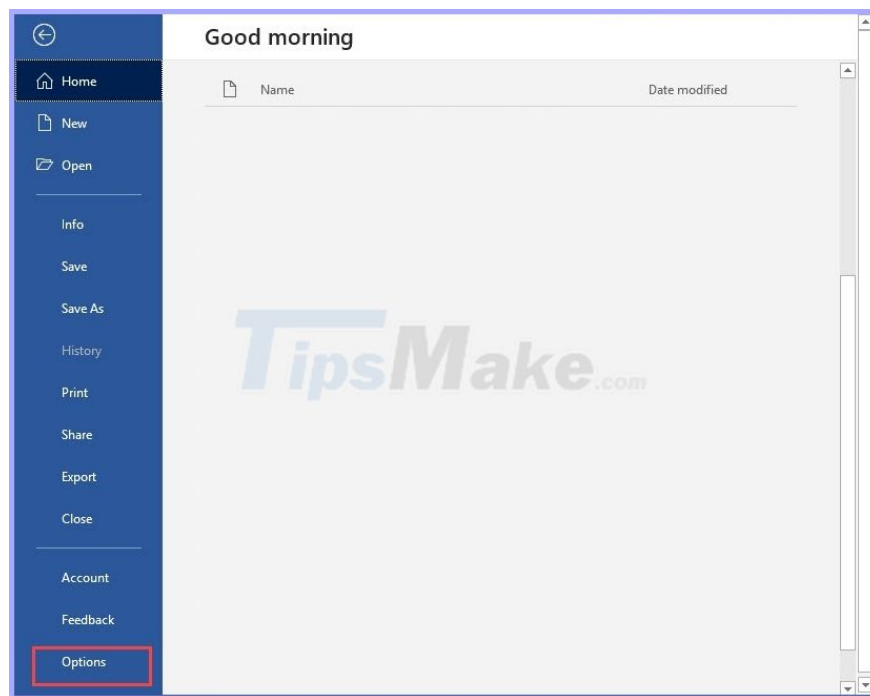 Good morning
Home
Name Date modified
New
Open
Info
Save
Save As
History
Print
Share
Export
Close
Account
Feedback
Options
TipsMake.com